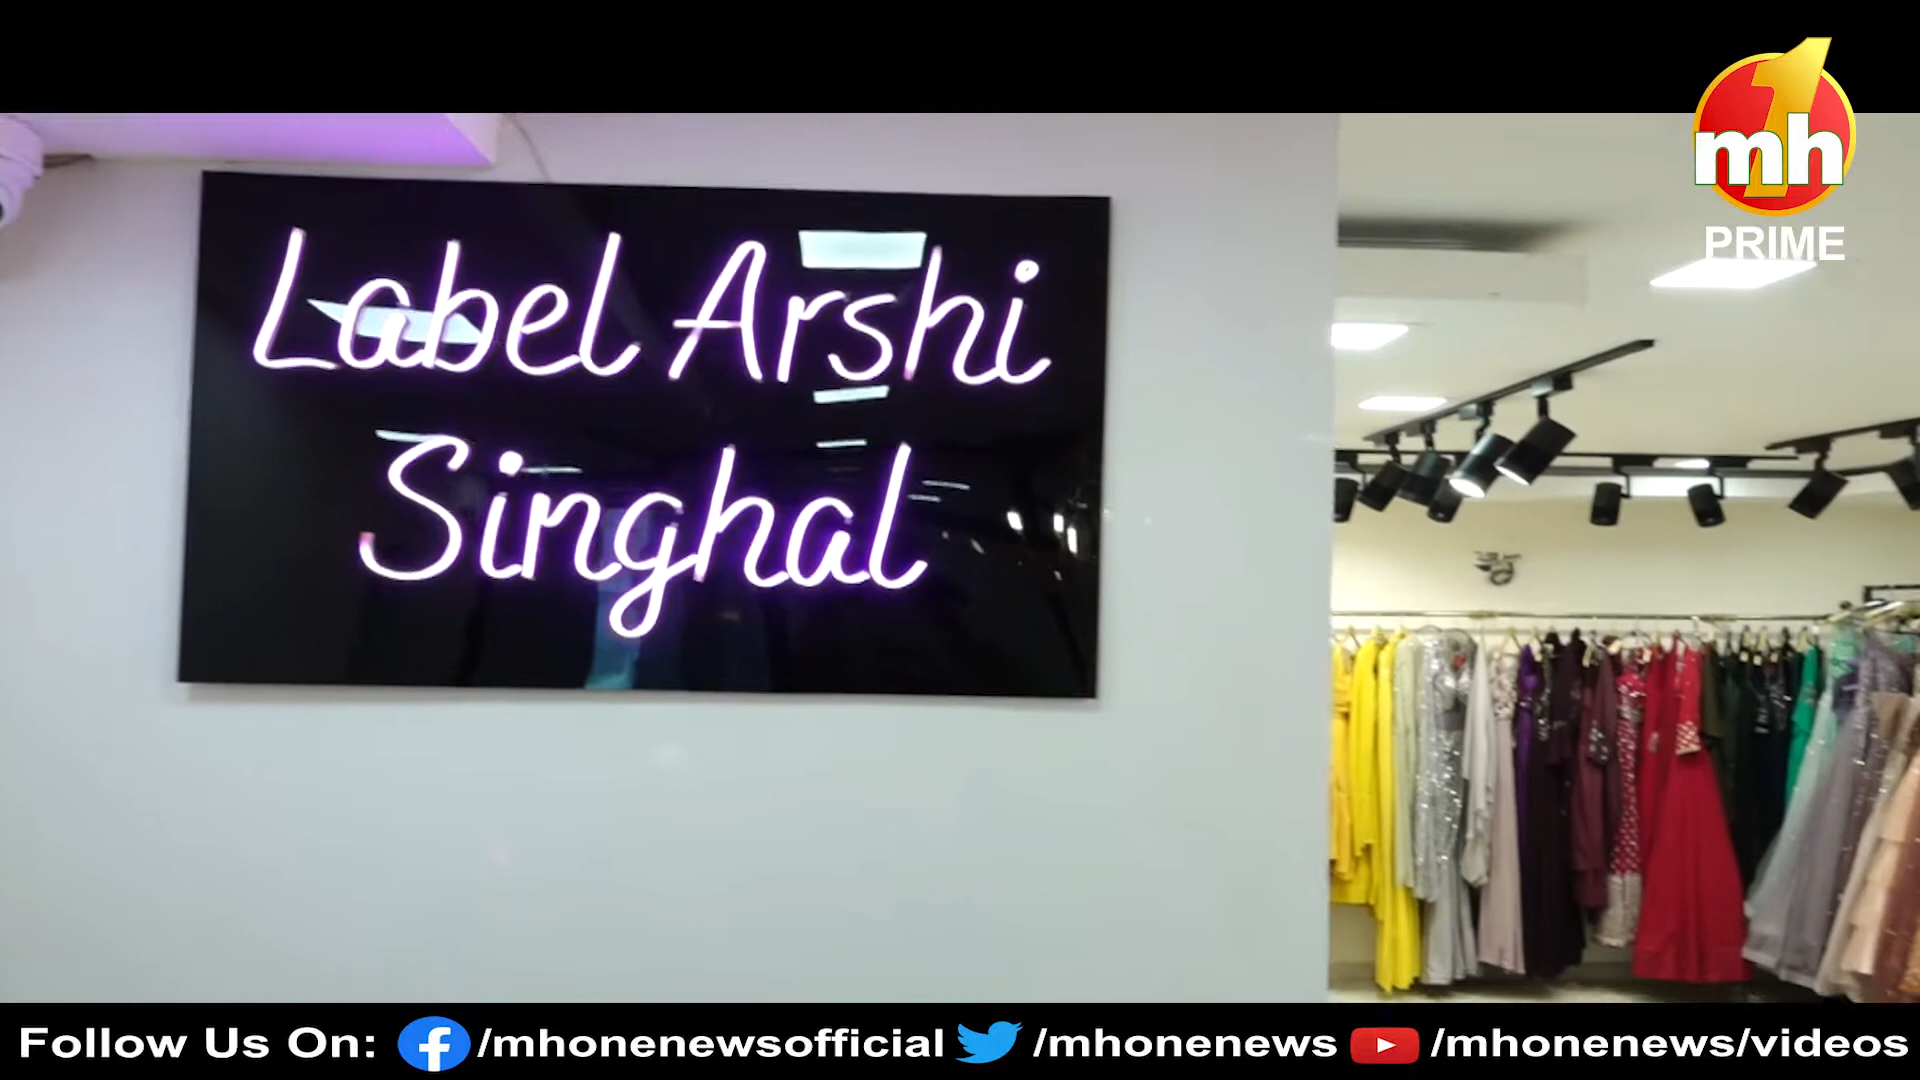 1
mh
PRIME
Label Arshi
Singhal
Follow Us On: /mhonenewsofficial /mhonenews /mhonenews/videos